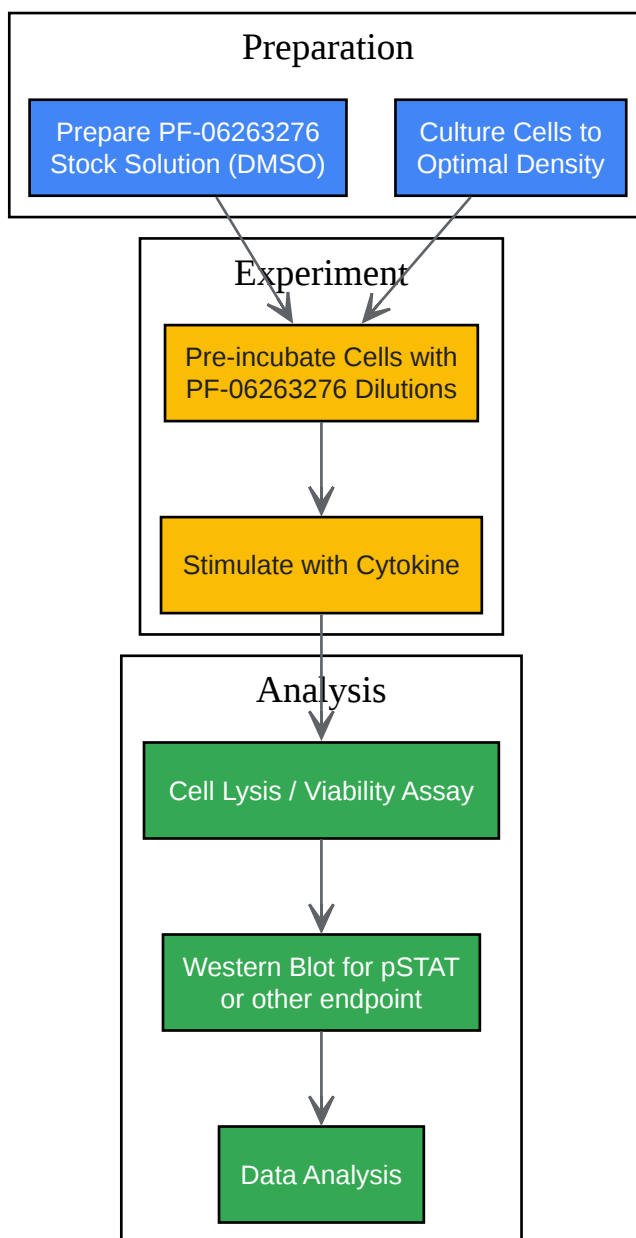 Preparation
Prepare PF-06263276
Stock Solution (DMSO)
Culture Cells to
Optimal Density
Experiment
Pre-incubate Cells with
PF-06263276 Dilutions
Stimulate with Cytokine
Analysis
Cell Lysis / Viability Assay
Western Blot for pSTAT
or other endpoint
Data Analysis